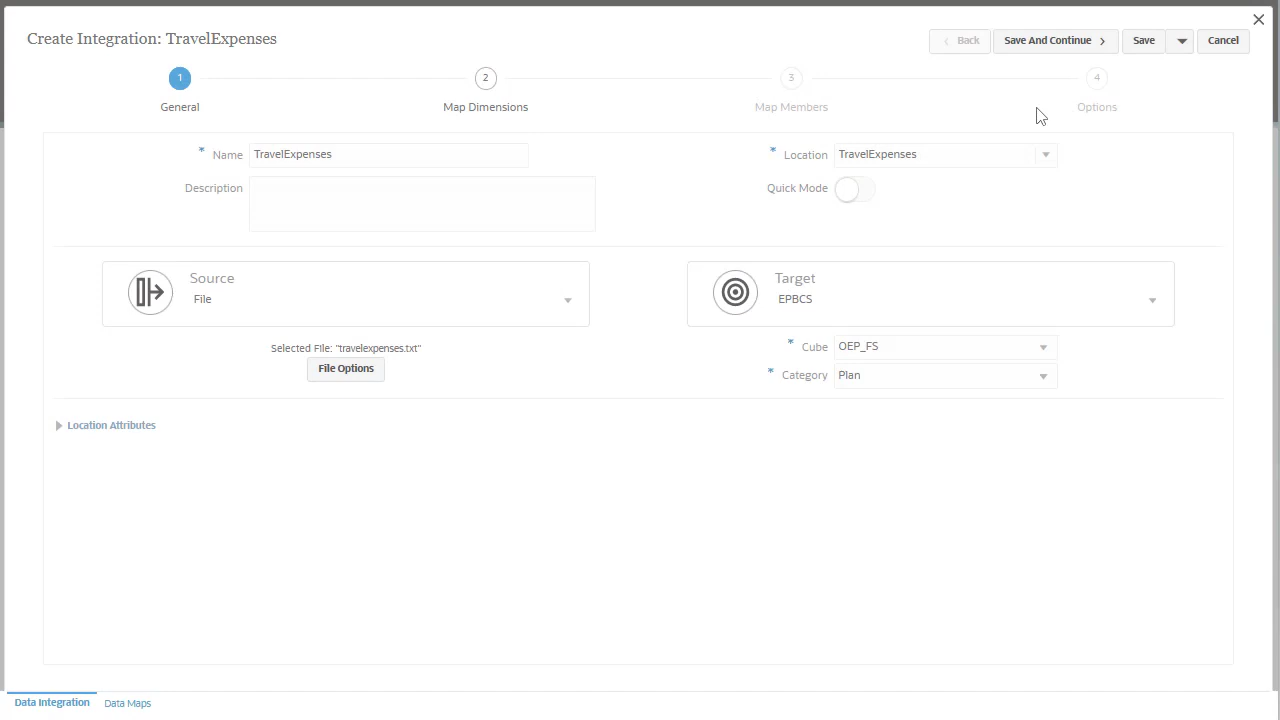 Create Integration: TravelExpenses
Back
Save And Continue
Save
Cancel
1
2
3
4
General
Map Dimensions
Map Members
Options
* Name TravelExpenses
* Location TravelExpenses
Description
Quick Mode
Source
File
Target
EPBCS
Selected File: "travelexpenses.txt"
File Options
* Cube OEP_FS
* Category Plan
Location Attributes
Data Integration
Data Maps